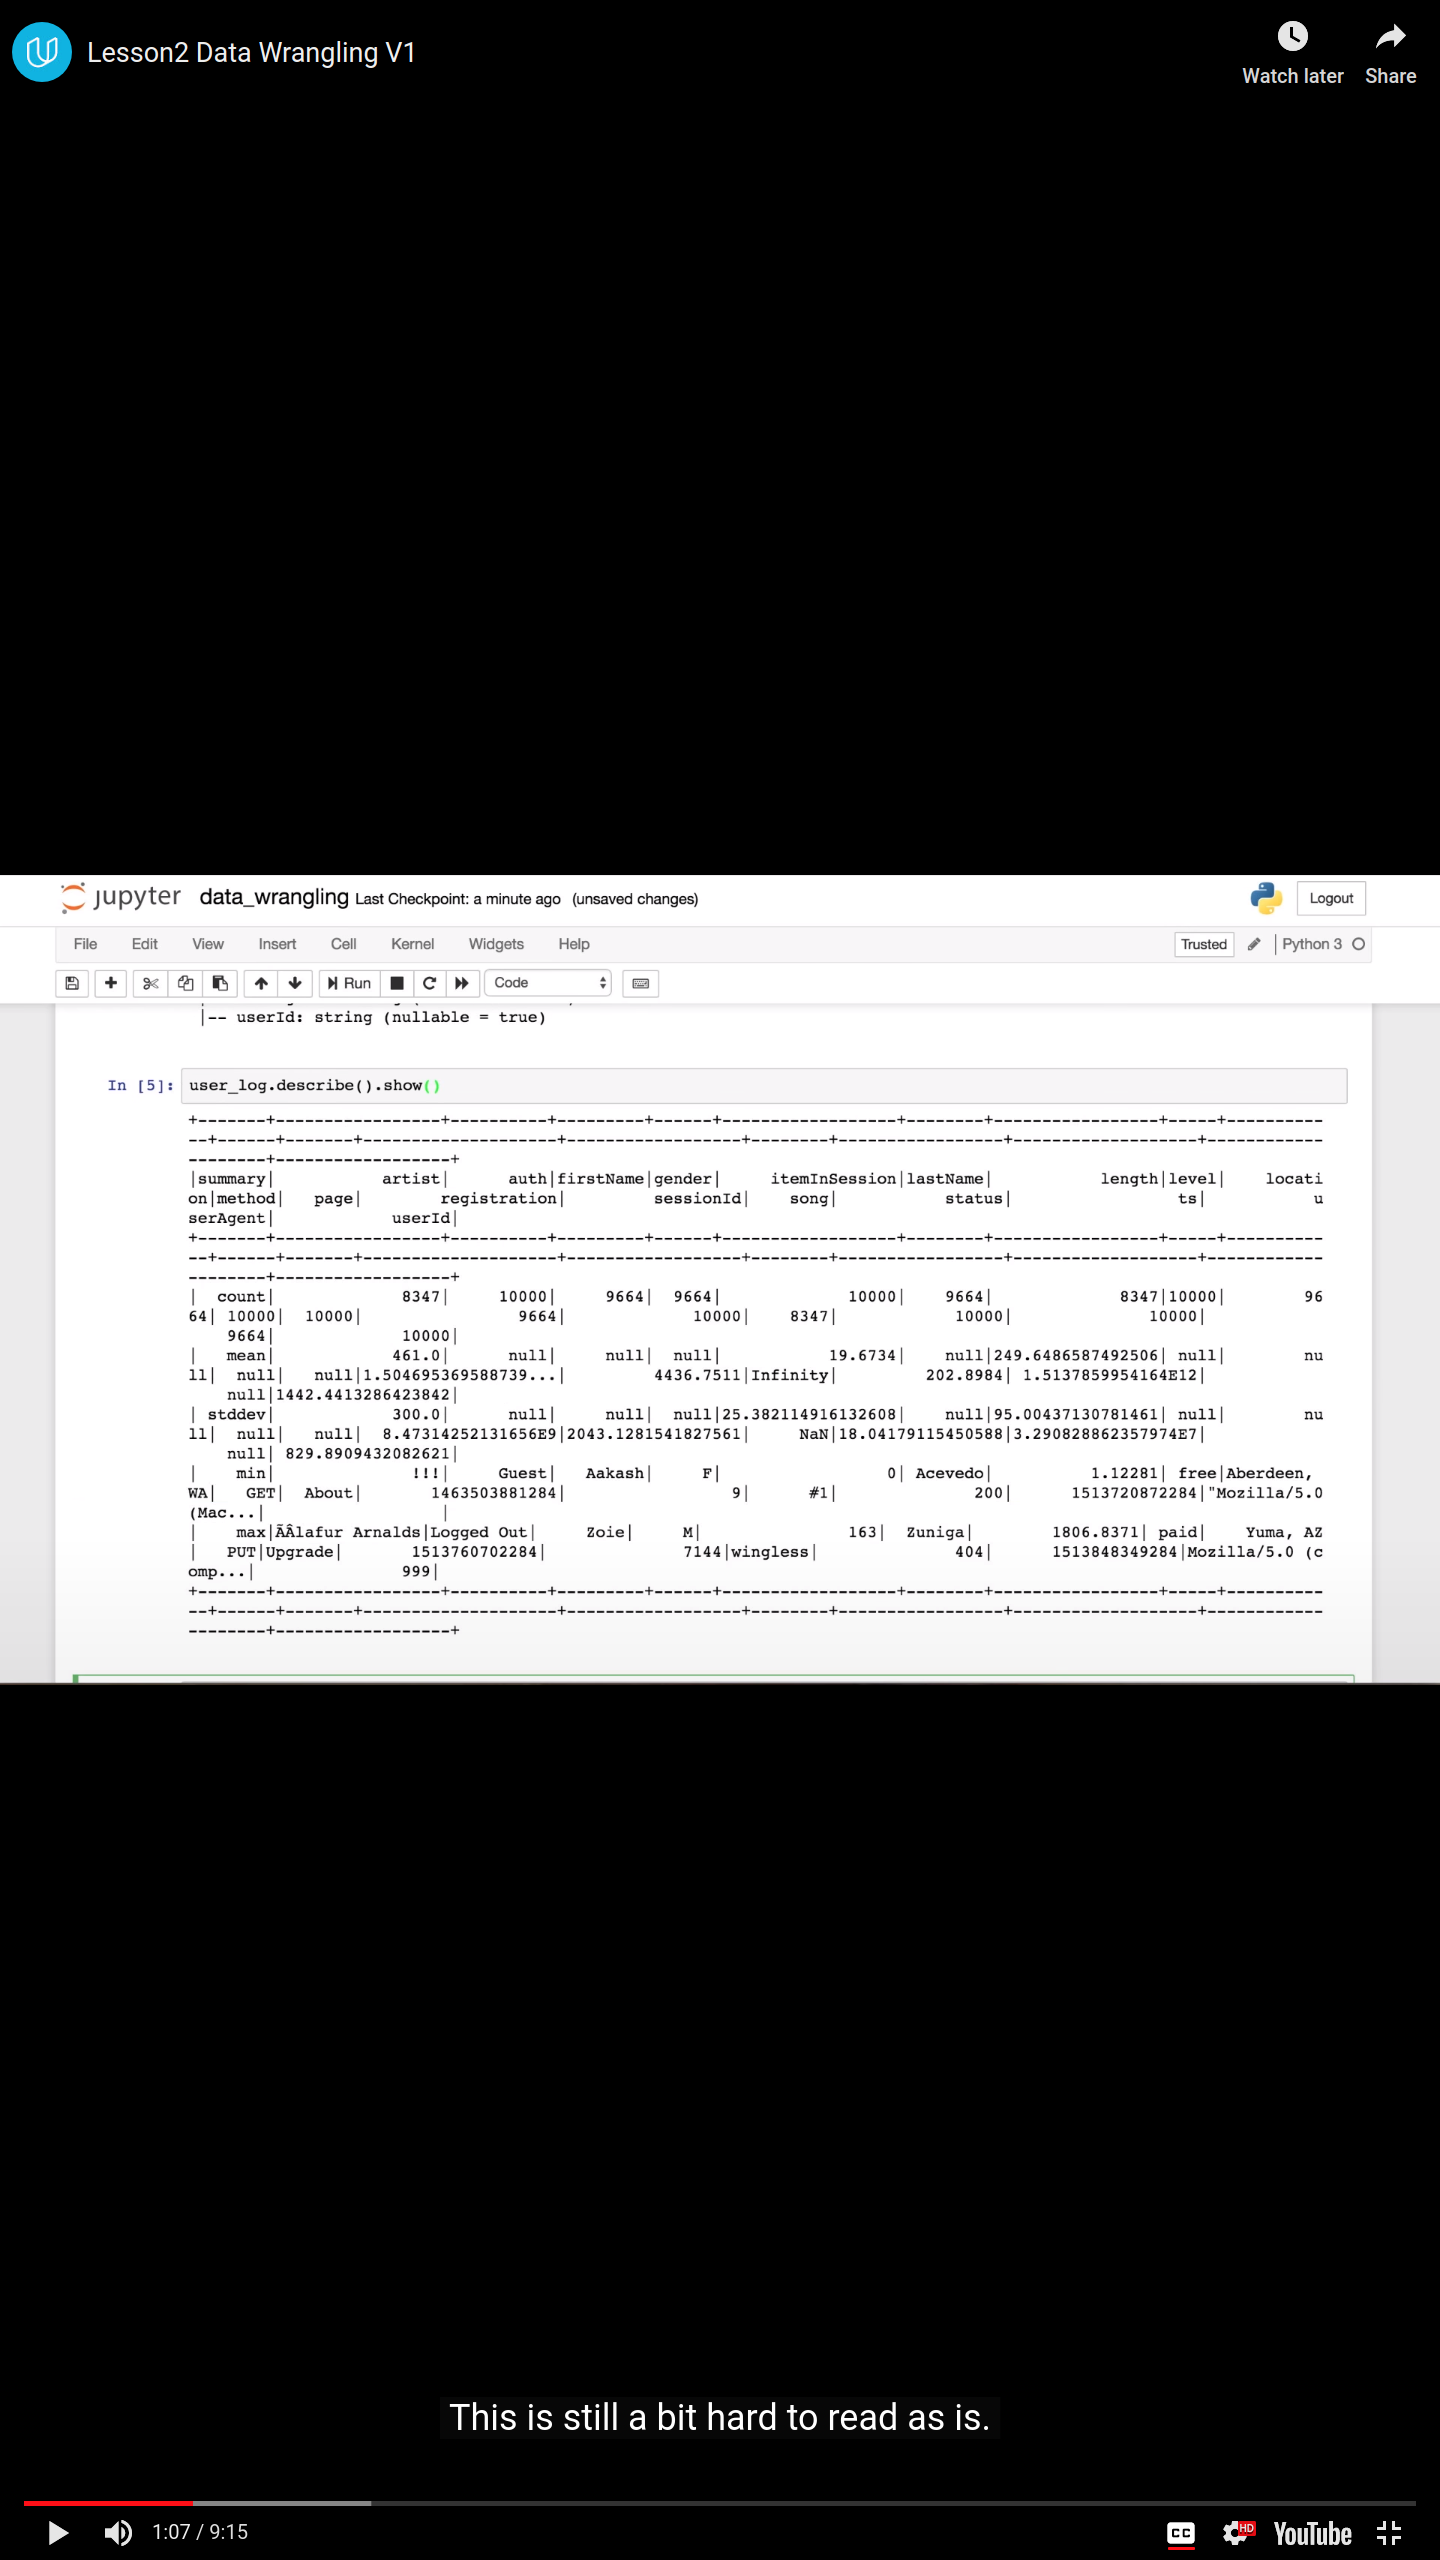 Lesson2 Data Wrangling V1
Watch later
Share
jupyter data_wrangling Last Checkpoint: a minute ago (unsaved changes)
Logout
File Edit View Insert Cell Kernel Widgets Help
Trusted
Python 3
Run
Code
|-- userId: string (nullable = true)
In [5]: user_log.describe().show()
+-------+-----------------+----------+---------+------+------------------+--------+-----------------+-----+----------
--+------+-------+--------------------+------------------+--------+-----------------+-------------------+------------
--------+------------------+
|summary|           artist|      auth|firstName|gender|     itemInSession|lastName|           length|level|    locati
on|method|   page|        registration|         sessionId|    song|           status|                 ts|           u
serAgent|            userId|
+-------+-----------------+----------+---------+------+------------------+--------+-----------------+-----+----------
--+------+-------+--------------------+------------------+--------+-----------------+-------------------+------------
--------+------------------+
|  count|             8347|     10000|     9664|  9664|             10000|    9664|             8347|10000|        96
64| 10000|  10000|                9664|             10000|    8347|            10000|              10000|
    9664|             10000|
|   mean|            461.0|      null|     null|  null|           19.6734|    null|249.6486587492506| null|        nu
ll|  null|   null|1.504695369588739...|         4436.7511|Infinity|         202.8984| 1.5137859954164E12|
    null|1442.4413286423842|
| stddev|            300.0|      null|     null|  null|25.382114916132608|    null|95.00437130781461| null|        nu
ll|  null|   null|  8.47314252131656E9|2043.1281541827561|     NaN|18.04179115450588|3.290828862357974E7|
    null| 829.8909432082621|
|    min|              !!!|     Guest|   Aakash|     F|                 0| Acevedo|          1.12281| free|Aberdeen,
WA|   GET|  About|       1463503881284|                 9|      #1|              200|      1513720872284|"Mozilla/5.0
(Mac...|                  |
|    max|ÃÂlafur Arnalds|Logged Out|     Zoie|     M|               163|  Zuniga|        1806.8371| paid|    Yuma, AZ
|   PUT|Upgrade|       1513760702284|              7144|wingless|              404|      1513848349284|Mozilla/5.0 (c
omp...|               999|
+-------+-----------------+----------+---------+------+------------------+--------+-----------------+-----+----------
--+------+-------+--------------------+------------------+--------+-----------------+-------------------+------------
--------+------------------+
This is still a bit hard to read as is.
1:07 / 9:15
CC
HD
YouTube